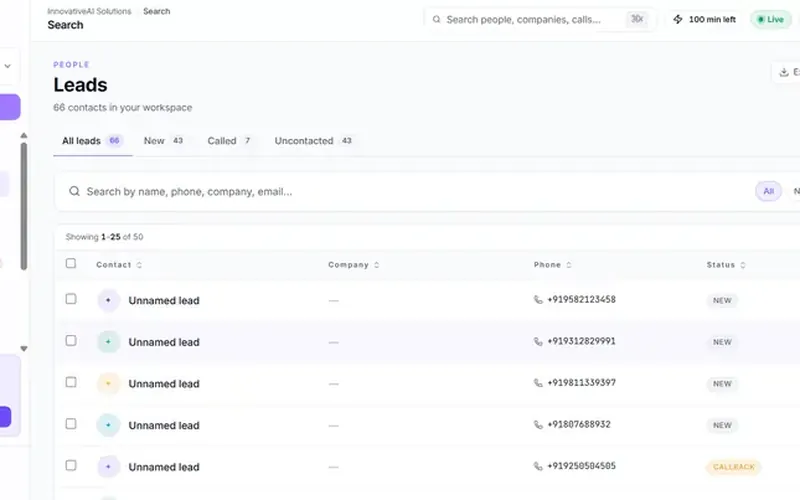 InnovativeAI Solutions Search
Search
Search people, companies, calls... ⌘K
100 min left
Live
PEOPLE
Leads
66 contacts in your workspace
All leads 66 New 43 Called 7 Uncontacted 43
Search by name, phone, company, email...
All
Showing 1-25 of 50
Contact Company Phone Status
Unnamed lead — +919582123458 NEW
Unnamed lead — +919312829991 NEW
Unnamed lead — +919811339397 NEW
Unnamed lead — +91807688932 NEW
Unnamed lead — +919250504505 CALLBACK